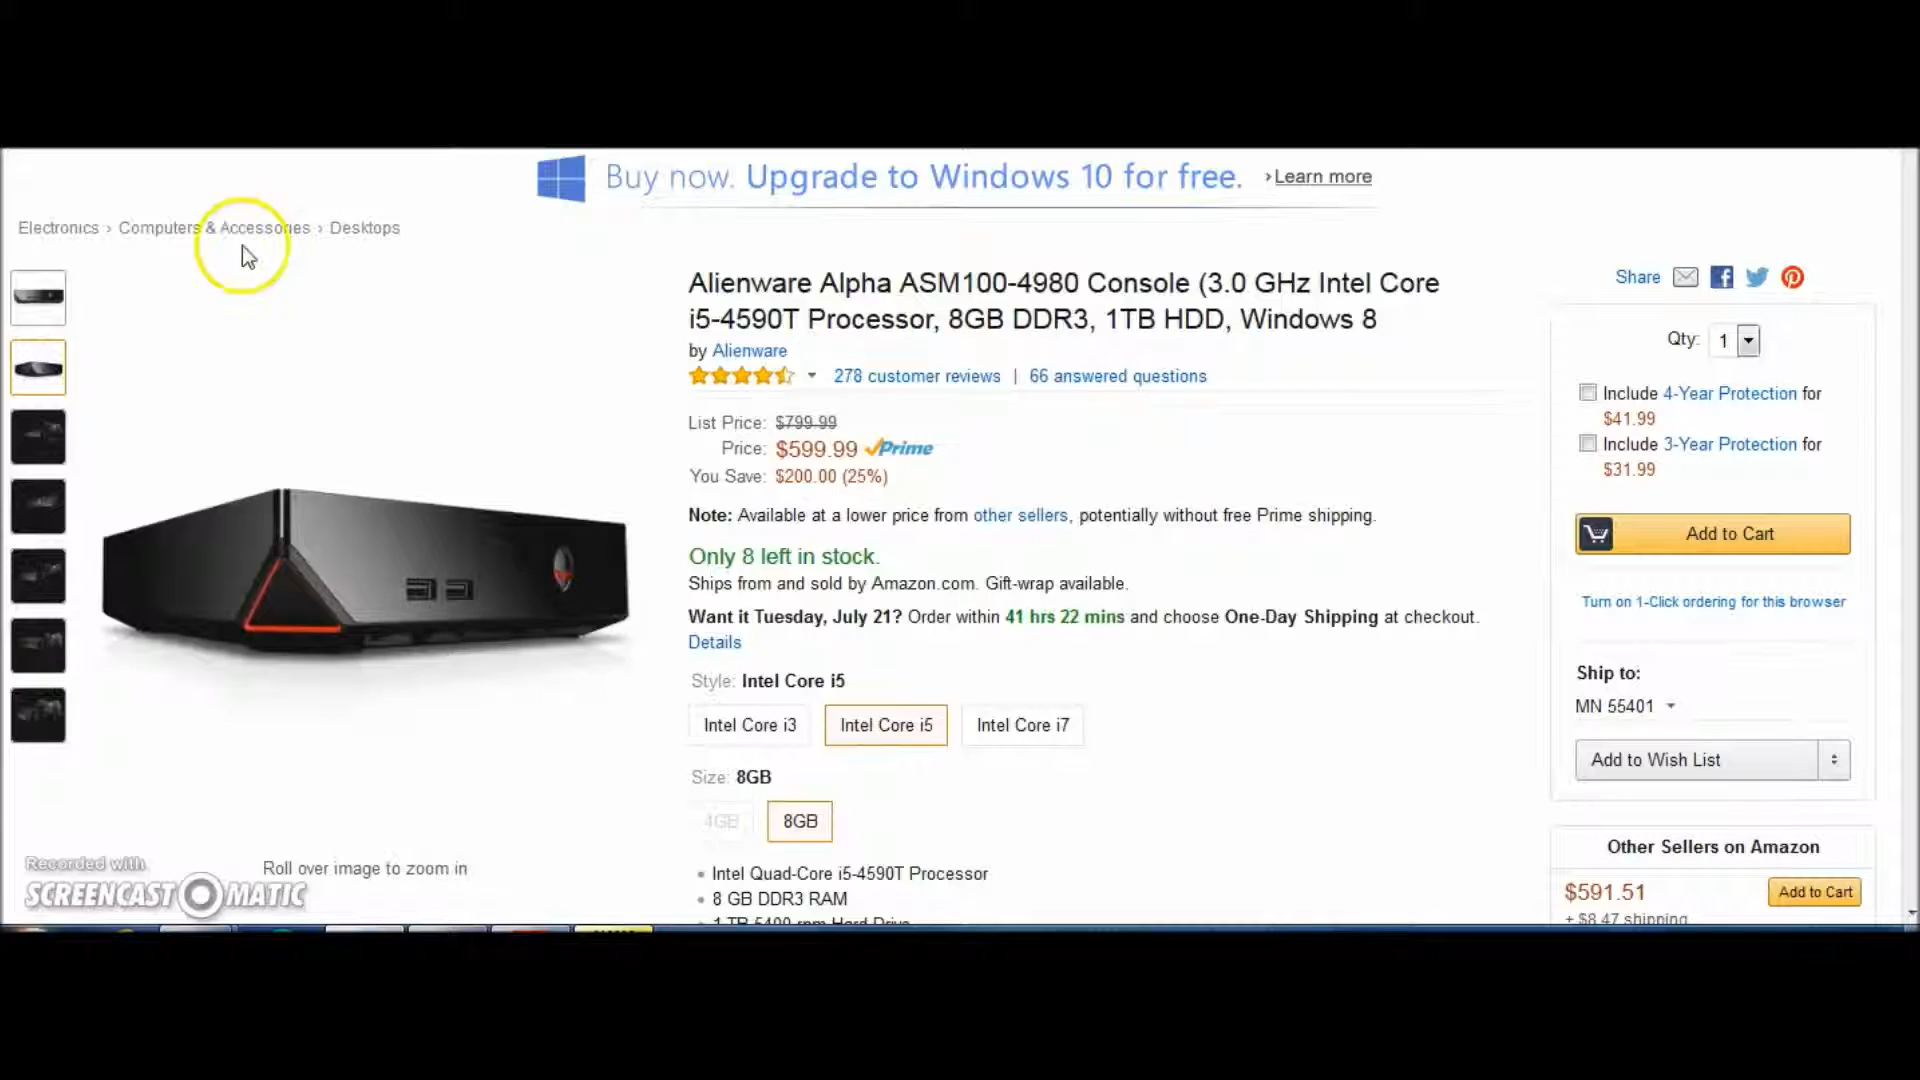 Buy now. Upgrade to Windows 10 for free. ›Learn more
Electronics › Computers & Accessories › Desktops
Alienware Alpha ASM100-4980 Console (3.0 GHz Intel Core
i5-4590T Processor, 8GB DDR3, 1TB HDD, Windows 8
by Alienware
278 customer reviews | 66 answered questions
List Price: $799.99
Price: $599.99 Prime
You Save: $200.00 (25%)
Note: Available at a lower price from other sellers, potentially without free Prime shipping.
Only 8 left in stock.
Ships from and sold by Amazon.com. Gift-wrap available.
Want it Tuesday, July 21? Order within 41 hrs 22 mins and choose One-Day Shipping at checkout.
Details
Style: Intel Core i5
Intel Core i3 Intel Core i5 Intel Core i7
Size: 8GB
4GB 8GB
• Intel Quad-Core i5-4590T Processor
• 8 GB DDR3 RAM
• 1 TB 5400 rpm Hard Drive
Roll over image to zoom in
Recorded with
SCREENCAST-O-MATIC
Share
Qty: 1
Include 4-Year Protection for
$41.99
Include 3-Year Protection for
$31.99
Add to Cart
Turn on 1-Click ordering for this browser
Ship to:
MN 55401
Add to Wish List
Other Sellers on Amazon
$591.51 Add to Cart
+ $8.47 shipping